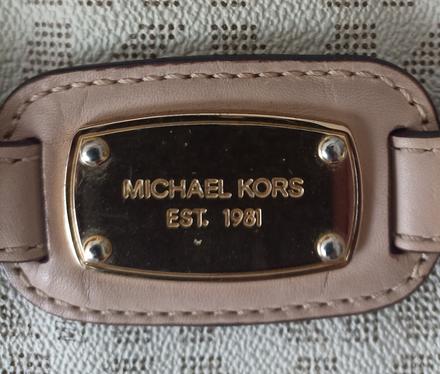 MICHAEL KORS
EST. 1981